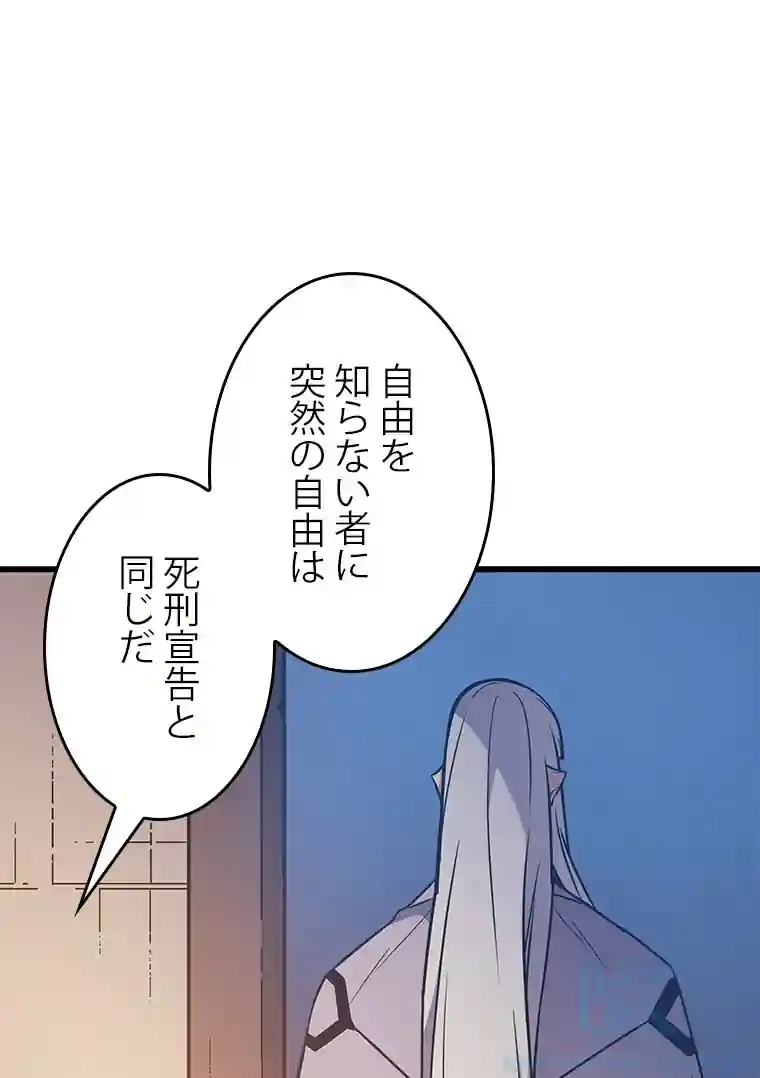 自由を
知らない者に
突然の自由は
死刑宣告と
同じだ